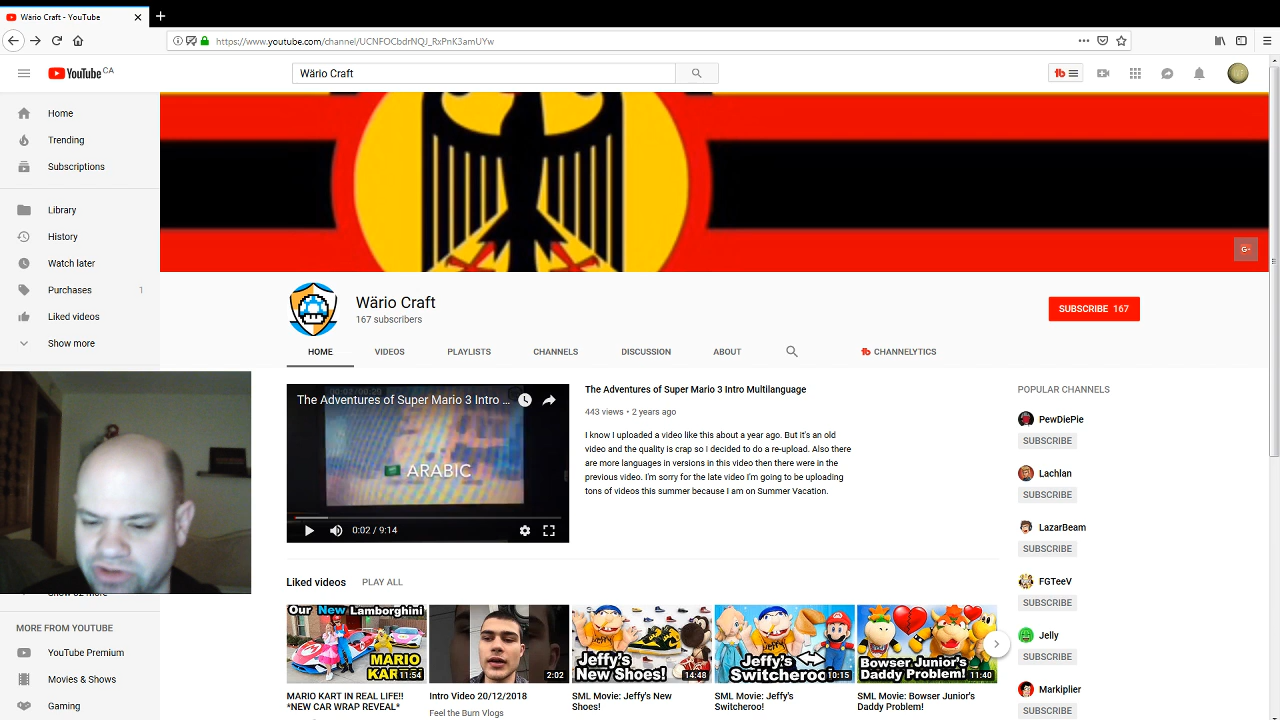 Wärio Craft - YouTube
https://www.youtube.com/channel/UCNFOCbdrNQJ_RxPnK3amUYw
YouTube CA
Wärio Craft
Home
Trending
Subscriptions
Library
History
Watch later
Purchases 1
Liked videos
Show more
MORE FROM YOUTUBE
YouTube Premium
Movies & Shows
Gaming
G+
Wärio Craft
167 subscribers
SUBSCRIBE 167
HOME VIDEOS PLAYLISTS CHANNELS DISCUSSION ABOUT CHANNELYTICS
The Adventures of Super Mario 3 Intro ...
ARABIC
0:02 / 9:14
The Adventures of Super Mario 3 Intro Multilanguage
443 views • 2 years ago
I know I uploaded a video like this about a year ago. But it's an old
video and the quality is crap so I decided to do a re-upload. Also there
are more languages in versions in this video then there were in the
previous video. I'm sorry for the late video I'm going to be uploading
tons of videos this summer because I am on Summer Vacation.
POPULAR CHANNELS
PewDiePie
SUBSCRIBE
Lachlan
SUBSCRIBE
LazarBeam
SUBSCRIBE
FGTeeV
SUBSCRIBE
Jelly
SUBSCRIBE
Markiplier
SUBSCRIBE
Liked videos PLAY ALL
Our New Lamborghini
MARIO
KAR
11:54
MARIO KART IN REAL LIFE!!
*NEW CAR WRAP REVEAL*
2:02
Intro Video 20/12/2018
Feel the Burn Vlogs
Jeffy's
New Shoes!
14:48
SML Movie: Jeffy's New
Shoes!
Jeffy's
Switcheroo
10:15
SML Movie: Jeffy's
Switcheroo!
Bowser Junior's
Daddy Problem!
11:40
SML Movie: Bowser Junior's
Daddy Problem!